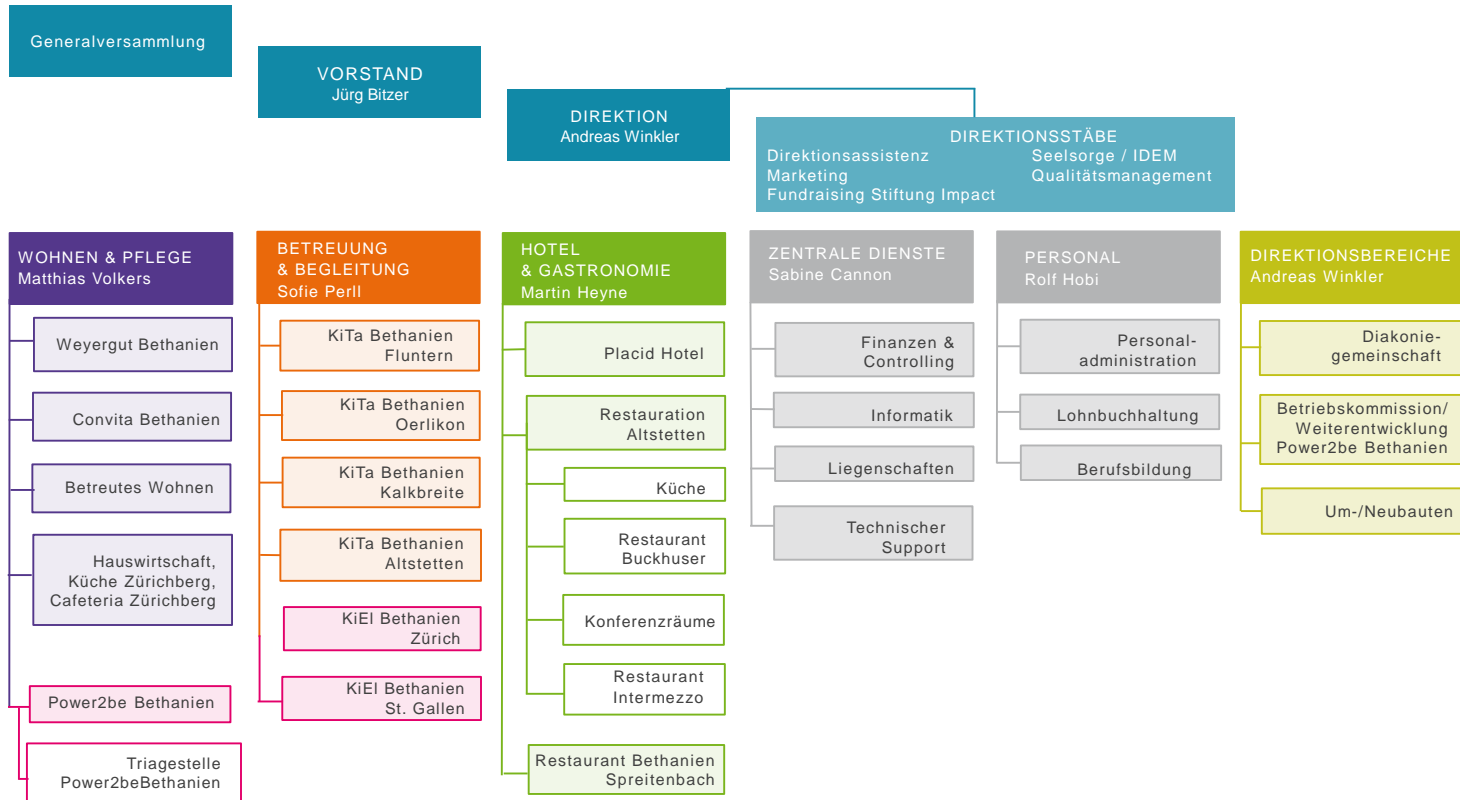 Generalversammlung
VORSTAND
Jürg Bitzer
DIREKTION
Andreas Winkler
DIREKTIONSSTÄBE
Direktionsassistenz
Seelsorge / IDEM
Marketing
Qualitätsmanagement
Fundraising Stiftung Impact
WOHNEN & PFLEGE
Matthias Volkers
Weyergut Bethanien
Convita Bethanien
Betreutes Wohnen
Hauswirtschaft,
Küche Zürichberg,
Cafeteria Zürichberg
Power2be Bethanien
Triagestelle
Power2beBethanien
BETREUUNG
& BEGLEITUNG
Sofie Perll
KiTa Bethanien
Fluntern
KiTa Bethanien
Oerlikon
KiTa Bethanien
Kalkbreite
KiTa Bethanien
Altstetten
KiEl Bethanien
Zürich
KiEl Bethanien
St. Gallen
HOTEL
& GASTRONOMIE
Martin Heyne
Placid Hotel
Restauration
Altstetten
Küche
Restaurant
Buckhuser
Konferenzräume
Restaurant
Intermezzo
Restaurant Bethanien
Spreitenbach
ZENTRALE DIENSTE
Sabine Cannon
Finanzen &
Controlling
Informatik
Liegenschaften
Technischer
Support
PERSONAL
Rolf Hobi
Personal-
administration
Lohnbuchhaltung
Berufsbildung
DIREKTIONSBEREICHE
Andreas Winkler
Diakonie-
gemeinschaft
Betriebskommission/
Weiterentwicklung
Power2be Bethanien
Um-/Neubauten